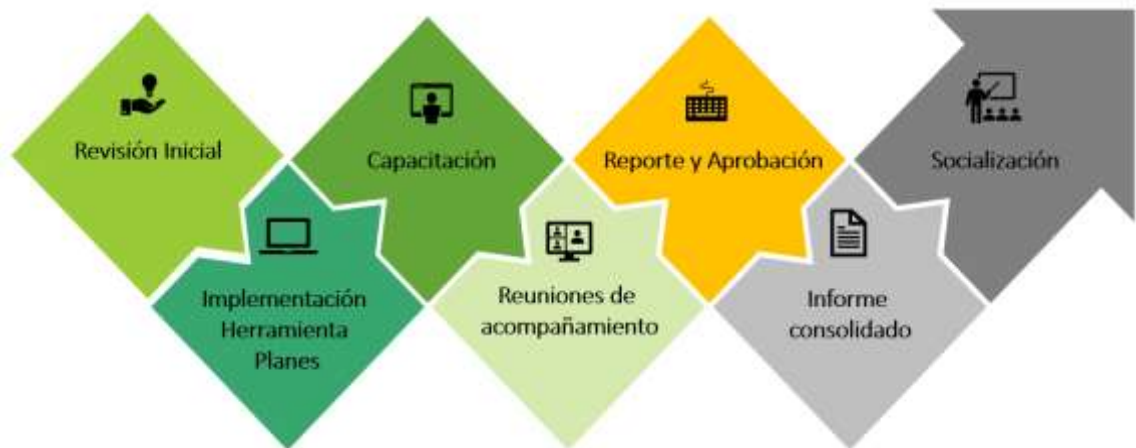 Revisión Inicial
Implementación
Herramienta
Planes
Capacitación
Reuniones de
acompañamiento
Reporte y Aprobación
Informe
consolidado
Socialización